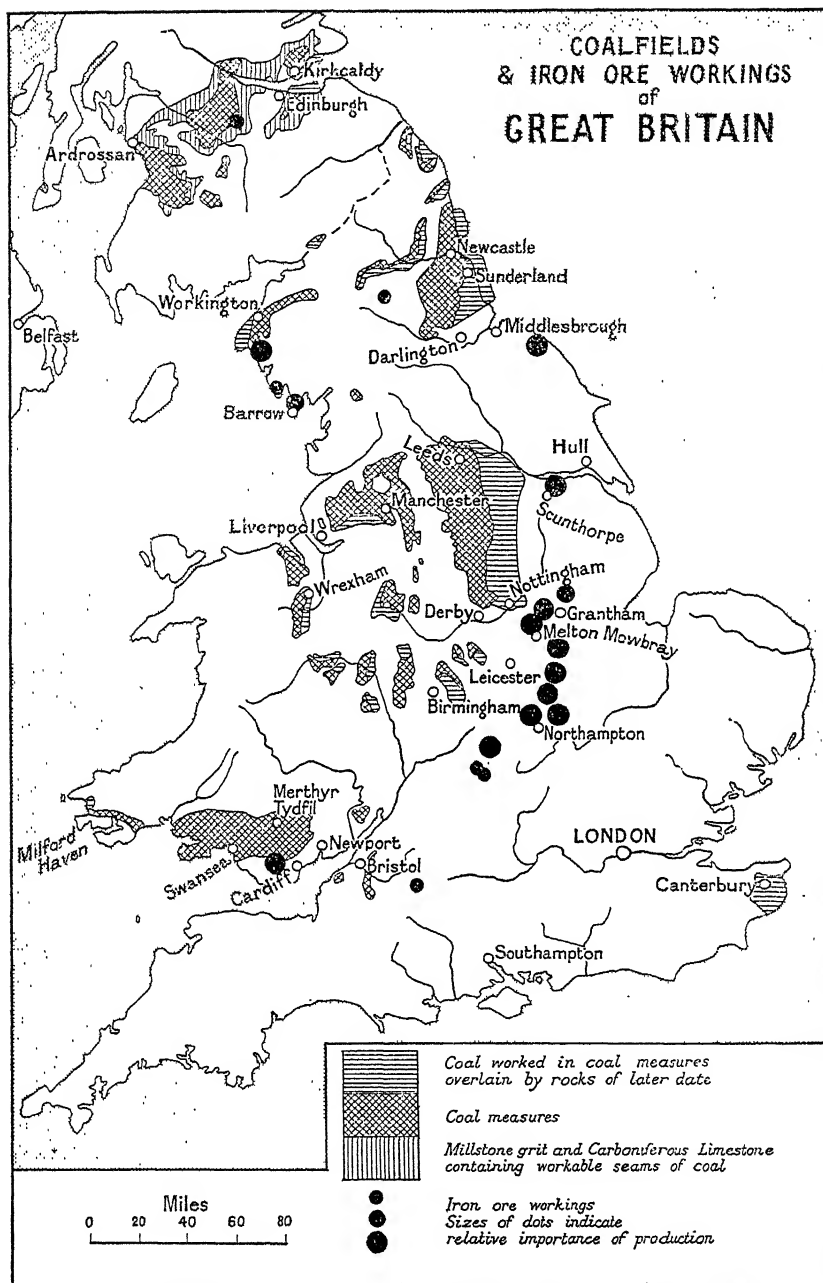 COALFIELDS
& IRON ORE WORKINGS
of
GREAT BRITAIN
Kirkcaldy
Edinburgh
Ardrossan
Newcastle
Sunderland
Workington
Belfast
Middlesbrough
Darlington
Barrow
Leeds
Hull
Manchester
Scunthorpe
Liverpool
Wrexham
Nottingham
Derby
Grantham
Melton Mowbray
Leicester
Birmingham
Northampton
Merthyr
Tydfil
Milford
Haven
Newport
LONDON
Swansea
Cardiff
Bristol
Canterbury
Southampton
Coal worked in coal measures
overlain by rocks of later date
Coal measures
Millstone grit and Carboniferous Limestone
containing workable seams of coal
Miles
0 20 40 60 80
Iron ore workings
Sizes of dots indicate
relative importance of production